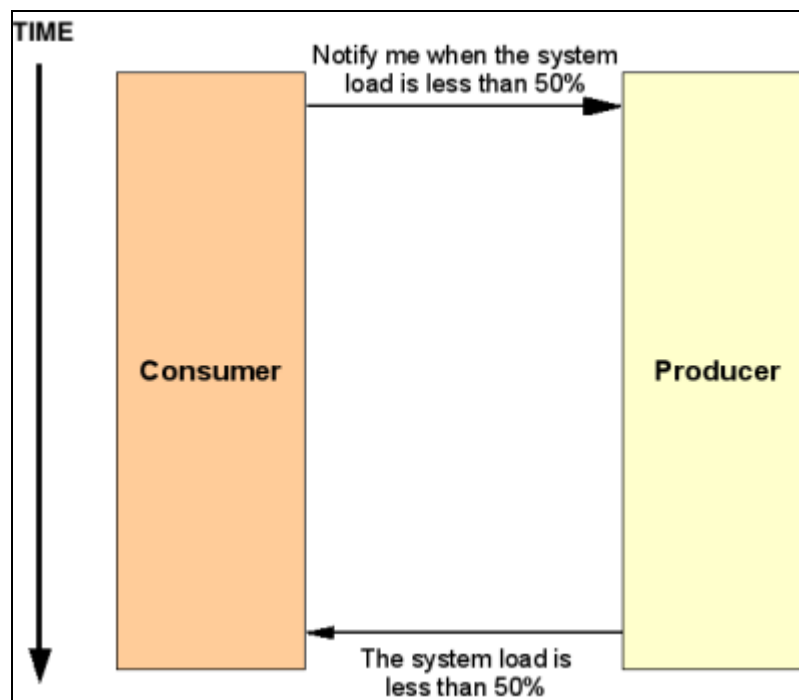 TIME
Notify me when the system
load is less than 50%
Consumer
Producer
The system load is
less than 50%